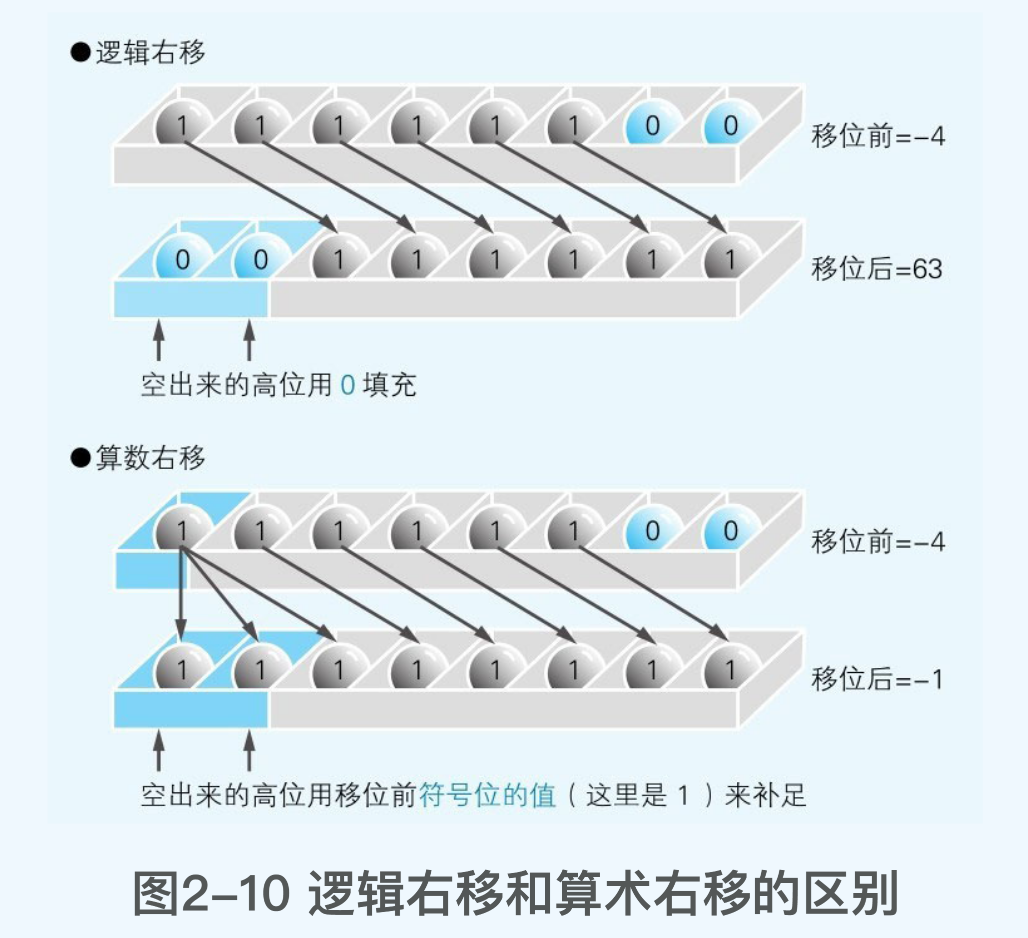 ●逻辑右移
1 1 1 1 1 1 0 0 移位前=-4
0 0 1 1 1 1 1 1 移位后=63
空出来的高位用 0 填充
●算数右移
1 1 1 1 1 1 0 0 移位前=-4
1 1 1 1 1 1 1 1 移位后=-1
空出来的高位用移位前符号位的值（这里是 1 ）来补足
图2-10 逻辑右移和算术右移的区别